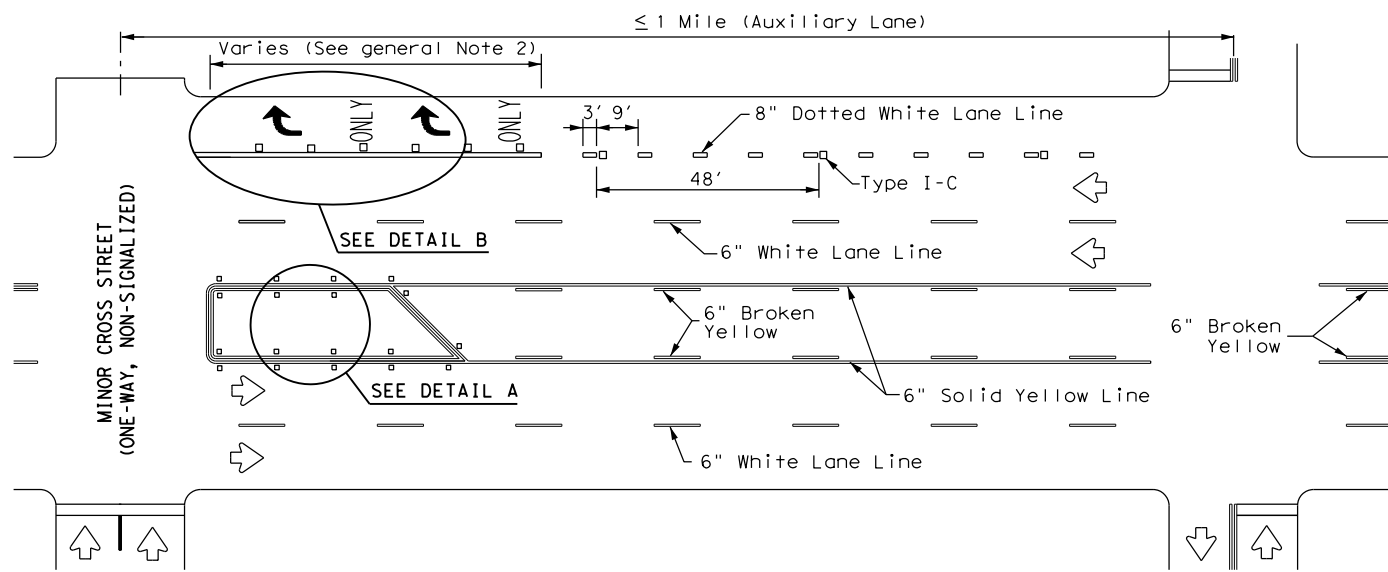 ≤ 1 Mile (Auxiliary Lane)
Varies (See general Note 2)
ONLY
ONLY
3' 9'
8" Dotted White Lane Line
48'
Type I-C
SEE DETAIL B
6" White Lane Line
MINOR CROSS STREET
(ONE-WAY, NON-SIGNALIZED)
6" Broken
Yellow
6" Broken
Yellow
SEE DETAIL A
6" Solid Yellow Line
6" White Lane Line